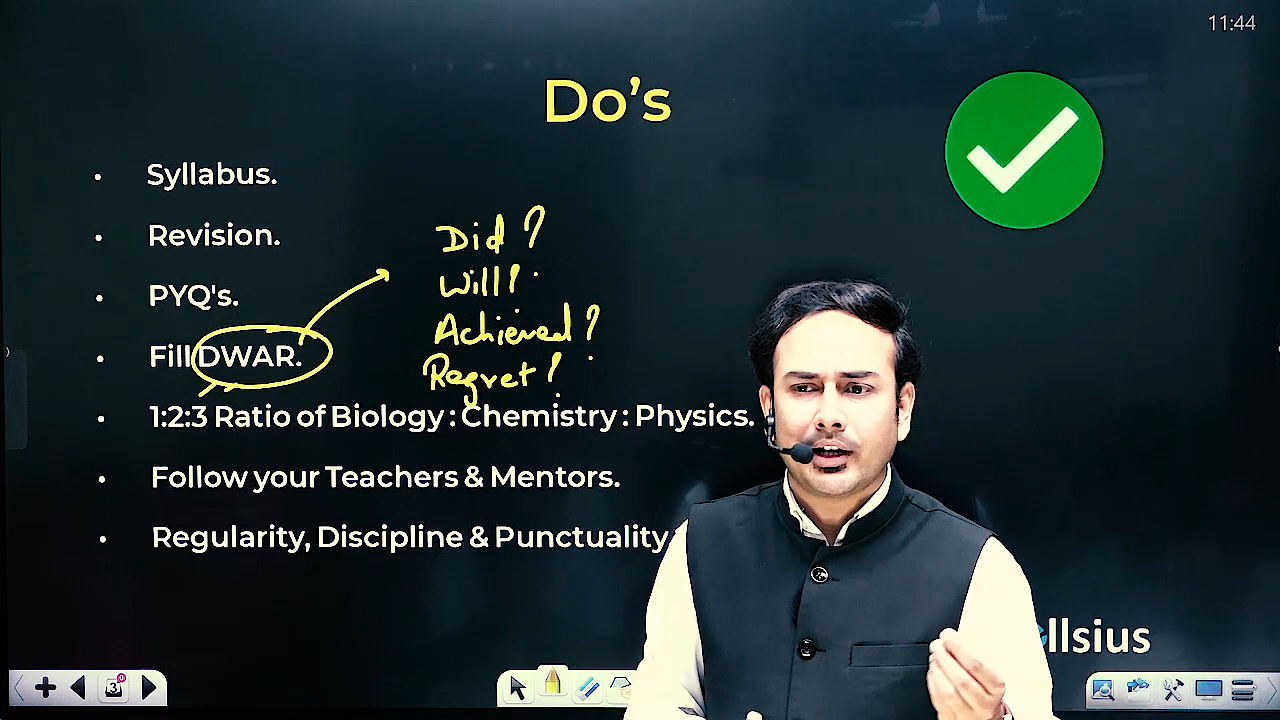 11:44
Do's
• Syllabus.
• Revision.
• PYQ's.
• Fill DWAR.
Did ?
Will ?
Achieved ?
Regret ?
• 1:2:3 Ratio of Biology : Chemistry : Physics.
• Follow your Teachers & Mentors.
• Regularity, Discipline & Punctuality
llsius
3